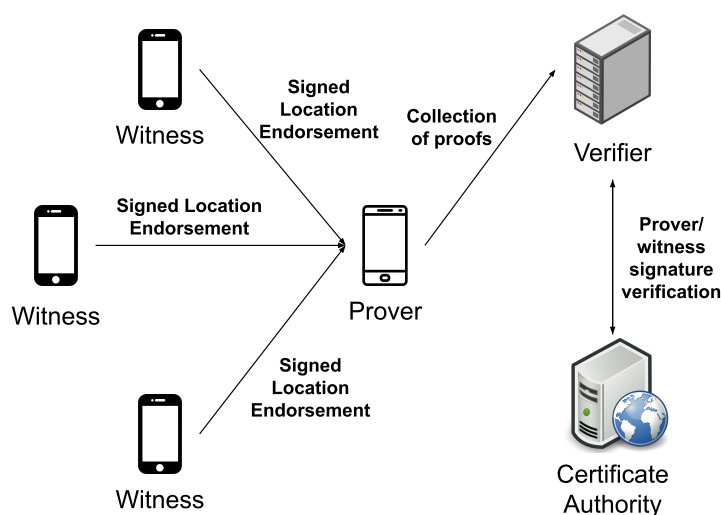 Witness
Signed
Location
Endorsement
Signed Location
Endorsement
Witness
Signed
Location
Endorsement
Witness
Prover
Collection
of proofs
Verifier
Prover/
witness
signature
verification
Certificate
Authority